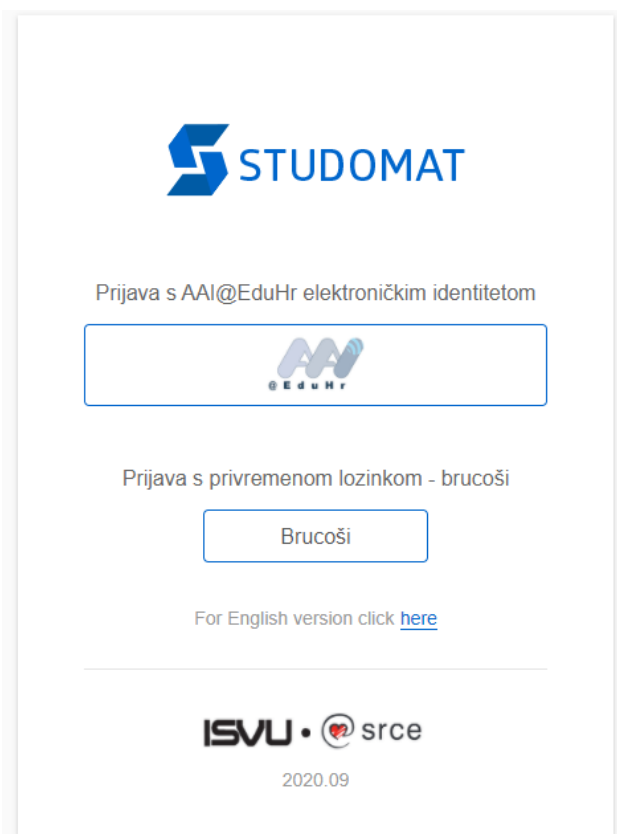 STUDOMAT
Prijava s AAI@EduHr elektroničkim identitetom
AAI
@EduHr
Prijava s privremenom lozinkom - brucoši
Brucoši
For English version click here
ISVU • @ srce
2020.09